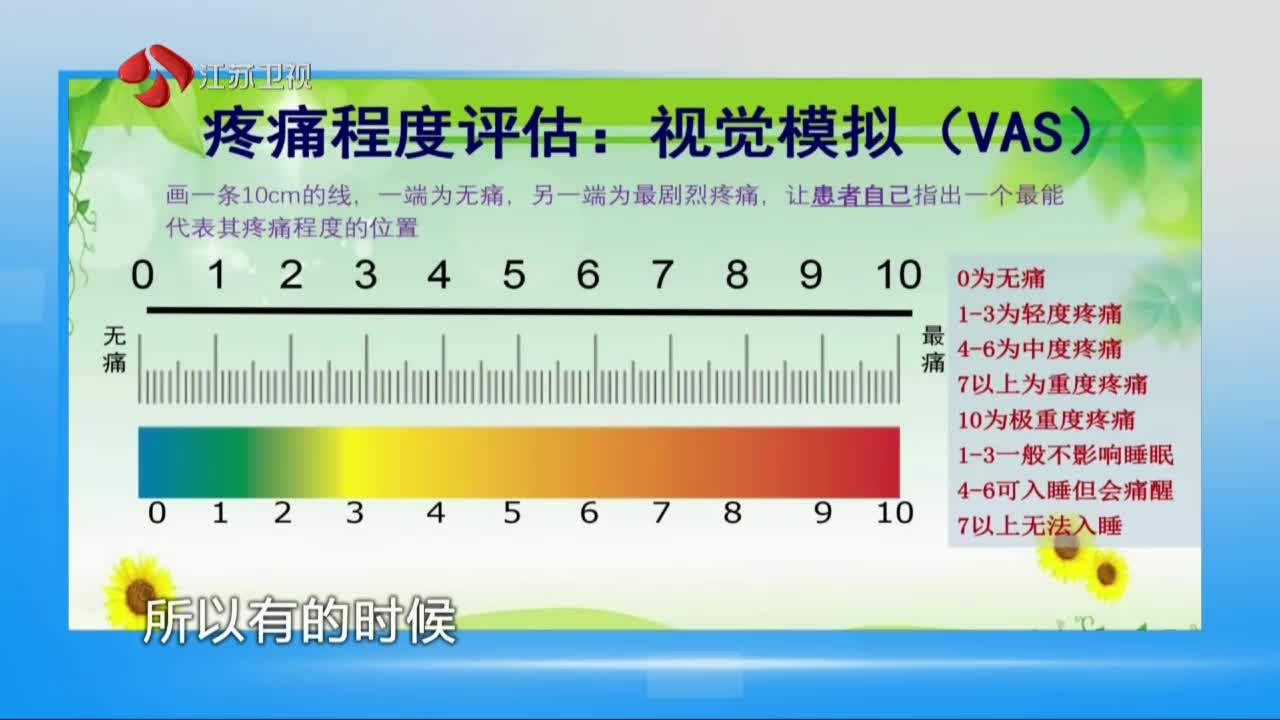 江苏卫视
疼痛程度评估：视觉模拟（VAS）
画一条10cm的线，一端为无痛，另一端为最剧烈疼痛，让患者自己指出一个最能
代表其疼痛程度的位置
0 1 2 3 4 5 6 7 8 9 10
无痛
最痛
0 1 2 3 4 5 6 7 8 9 10
0为无痛
1-3为轻度疼痛
4-6为中度疼痛
7以上为重度疼痛
10为极重度疼痛
1-3一般不影响睡眠
4-6可入睡但会痛醒
7以上无法入睡
所以有的时候